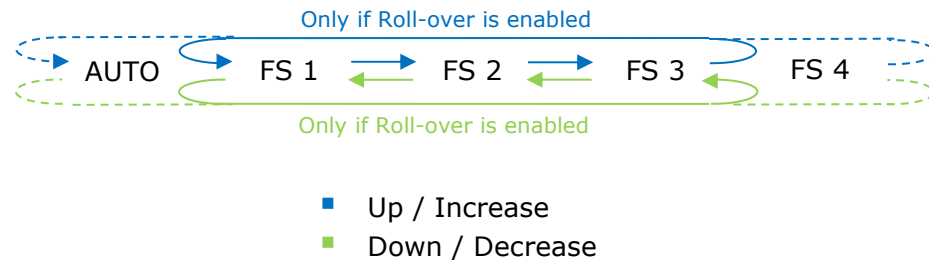 Only if Roll-over is enabled
AUTO FS 1 FS 2 FS 3 FS 4
Only if Roll-over is enabled
Up / Increase
Down / Decrease